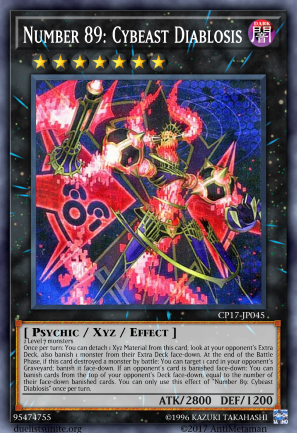 NUMBER 89: CYBEAST DIABLOSIS
DARK
闇
CP17-JP045
[ PSYCHIC / XYZ / EFFECT ]
2 Level 7 monsters
Once per turn: You can detach 1 Xyz Material from this card; look at your opponent's Extra
Deck, also banish 1 monster from their Extra Deck face-down. At the end of the Battle
Phase, if this card destroyed a monster by battle: You can target 1 card in your opponent's
Graveyard; banish it face-down. If an opponent's card is banished face-down: You can
banish cards from the top of your opponent's Deck face-down, equal to the number
of their face-down banished cards. You can only use this effect of "Number 89: Cybeast
Diablosis" once per turn.
ATK/2800 DEF/1200
95474755
©1996 KAZUKI TAKAHASHI
duelistsunite.org
©2017 AntiMetaman